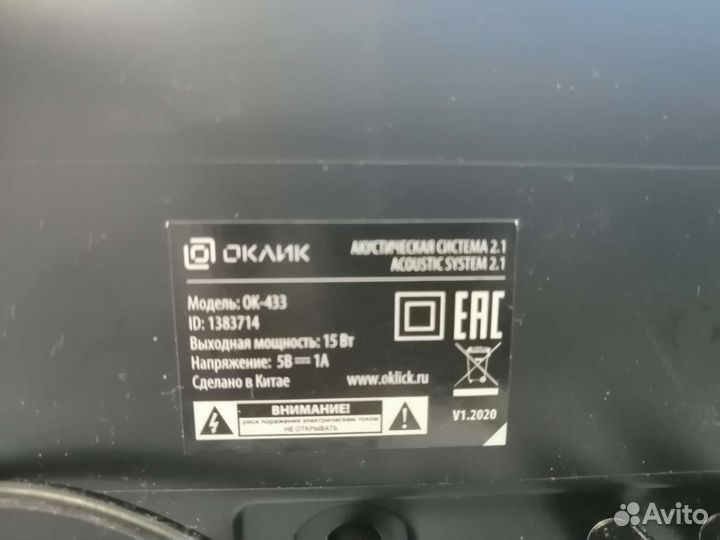 ОКЛИК
АКУСТИЧЕСКАЯ СИСТЕМА 2.1
ACOUSTIC SYSTEM 2.1
Модель: OK-433
ID: 1383714
Выходная мощность: 15 Вт
Напряжение: 5В 1А
Сделано в Китае
www.oklick.ru
EAC
ВНИМАНИЕ!
риск поражения электрическим током
НЕ ОТКРЫВАТЬ
V1.2020
Avito